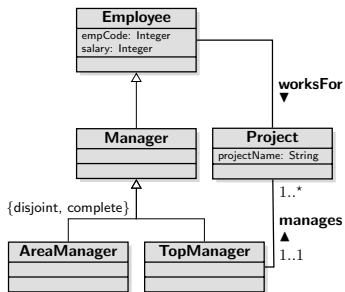 Employee
empCode: Integer
salary: Integer
worksFor
▼
Manager
Project
projectName: String
1..*
{disjoint, complete}
manages
▲
AreaManager
TopManager
1..1